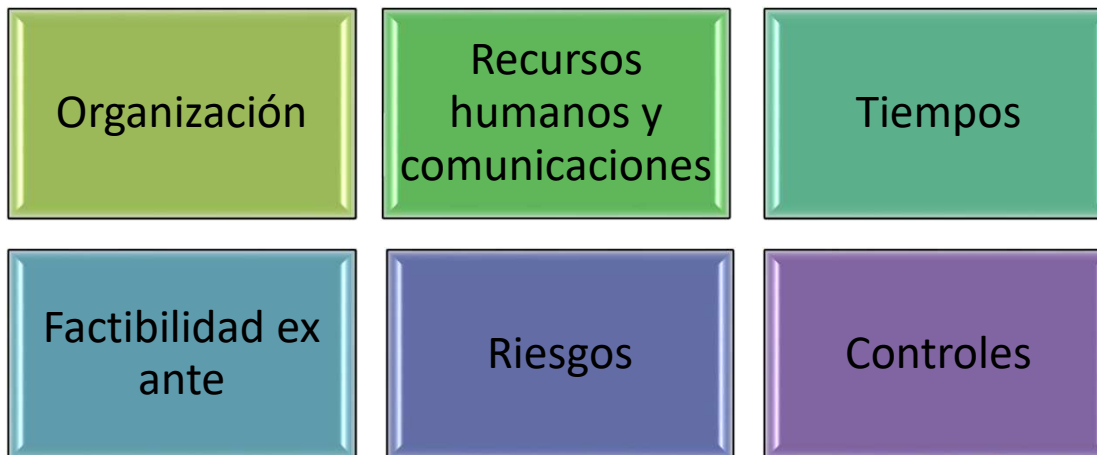 Organización
Recursos
humanos y
comunicaciones
Tiempos
Factibilidad ex
ante
Riesgos
Controles